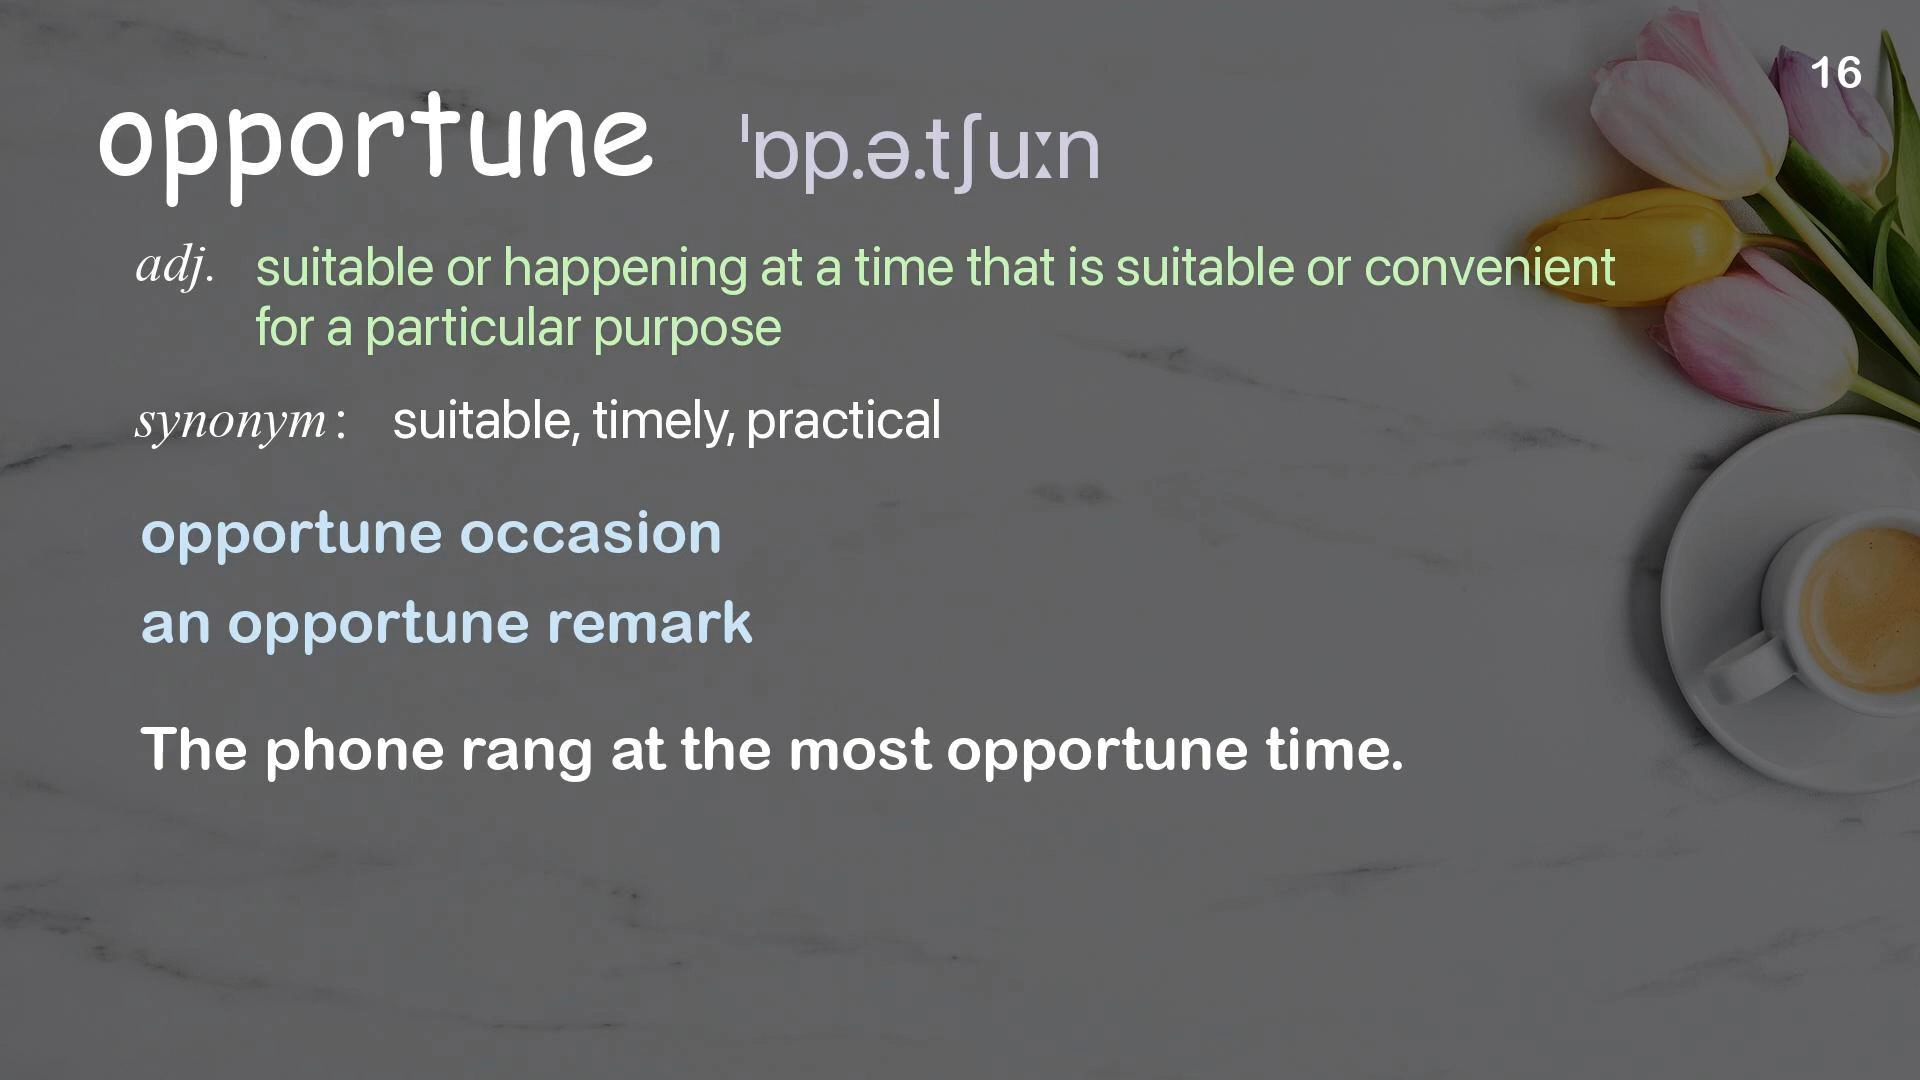 16
opportune ˈɒp.ə.tʃuːn
adj. suitable or happening at a time that is suitable or convenient
for a particular purpose
synonym: suitable, timely, practical
opportune occasion
an opportune remark
The phone rang at the most opportune time.